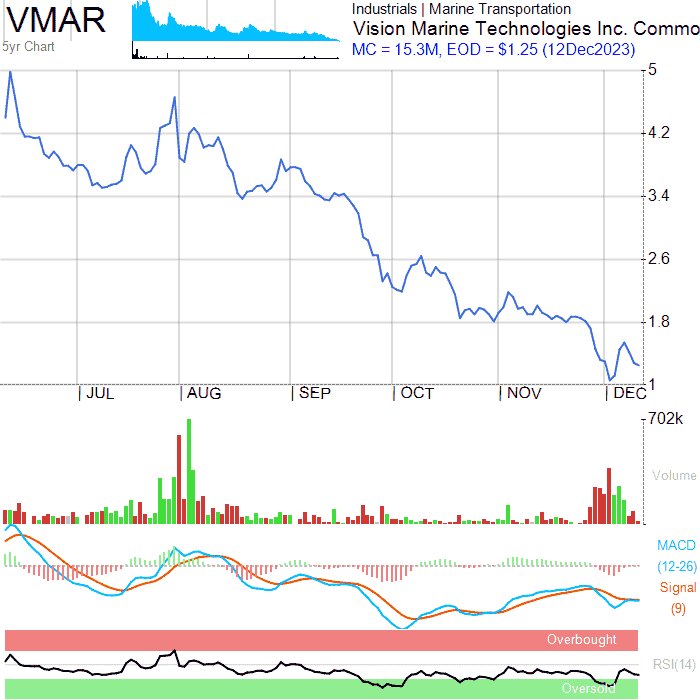 VMAR
5yr Chart
Industrials | Marine Transportation
Vision Marine Technologies Inc. Commo
MC = 15.3M, EOD = $1.25 (12Dec2023)
5
4.2
3.4
2.6
1.8
1
| JUL | AUG | SEP | OCT | NOV | DEC
702k
Volume
MACD
(12-26)
Signal
(9)
Overbought
RSI(14)
Oversold